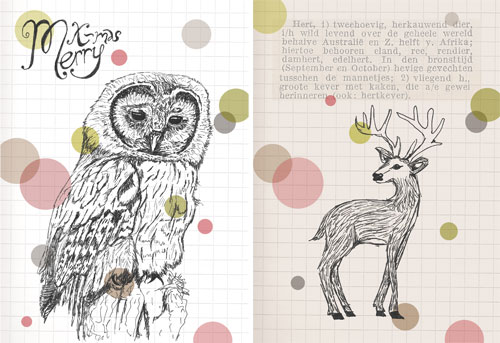 X-mas
Merry
Hert, 1) tweehoevig, herkauwend dier,
i/h wild levend over de geheele wereld
behalve Australië en Z. helft v. Afrika;
hiertoe behooren eland, ree, rendier,
damhert, edelhert. In den bronsttijd
(September en October) hevige gevechten
tusschen de mannetjes; 2) vliegend h.,
groote kever met kaken, die a/e gewei
herinneren (ook: hertkever).